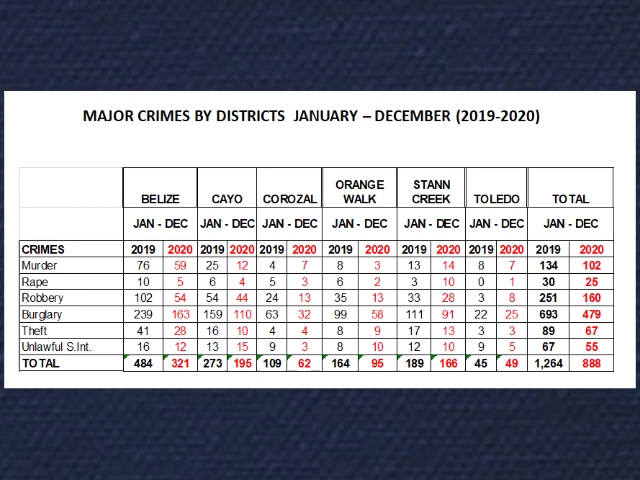 MAJOR CRIMES BY DISTRICTS JANUARY – DECEMBER (2019-2020)
BELIZE CAYO COROZAL ORANGE WALK STANN CREEK TOLEDO TOTAL
JAN - DEC JAN - DEC JAN - DEC JAN - DEC JAN - DEC JAN - DEC JAN - DEC
CRIMES 2019 2020 2019 2020 2019 2020 2019 2020 2019 2020 2019 2020 2019 2020
Murder 76 59 25 12 4 7 8 3 13 14 8 7 134 102
Rape 10 5 6 4 5 3 6 2 3 10 0 1 30 25
Robbery 102 54 54 44 24 13 35 13 33 28 3 8 251 160
Burglary 239 163 159 110 63 32 99 58 111 91 22 25 693 479
Theft 41 28 16 10 4 4 8 9 17 13 3 3 89 67
Unlawful S.Int. 16 12 13 15 9 3 8 10 12 10 9 5 67 55
TOTAL 484 321 273 195 109 62 164 95 189 166 45 49 1,264 888